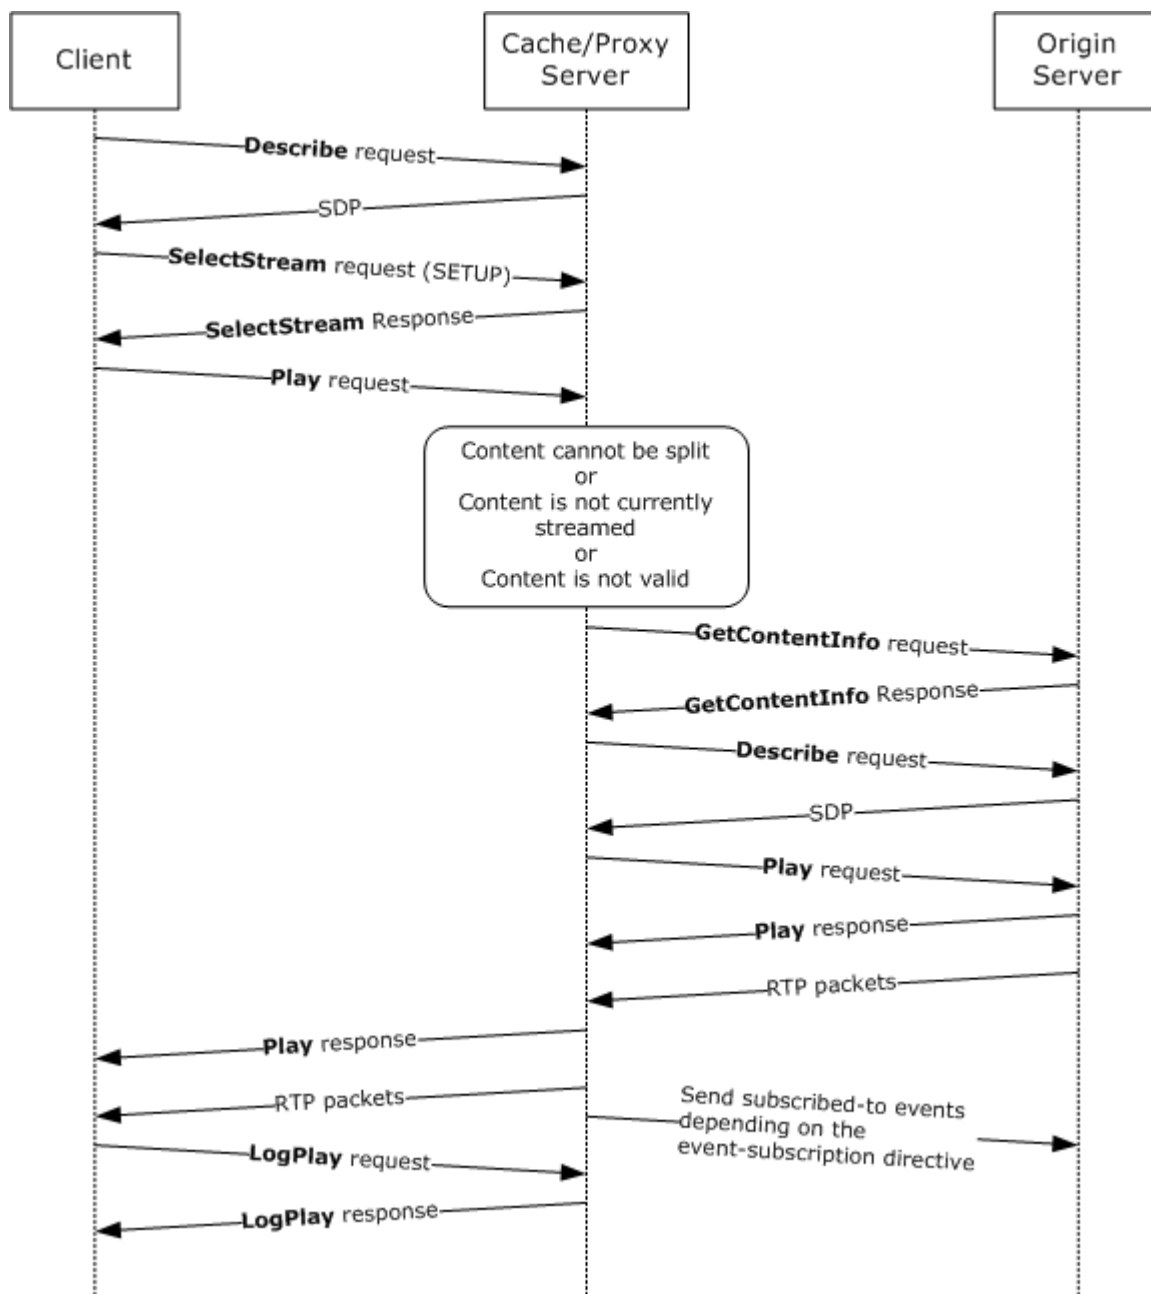 Client
Cache/Proxy
Server
Origin
Server
Describe request
SDP
SelectStream request (SETUP)
SelectStream Response
Play request
Content cannot be split
or
Content is not currently
streamed
or
Content is not valid
GetContentInfo request
GetContentInfo Response
Describe request
SDP
Play request
Play response
RTP packets
Play response
RTP packets
Send subscribed-to events
depending on the
event-subscription directive
LogPlay request
LogPlay response